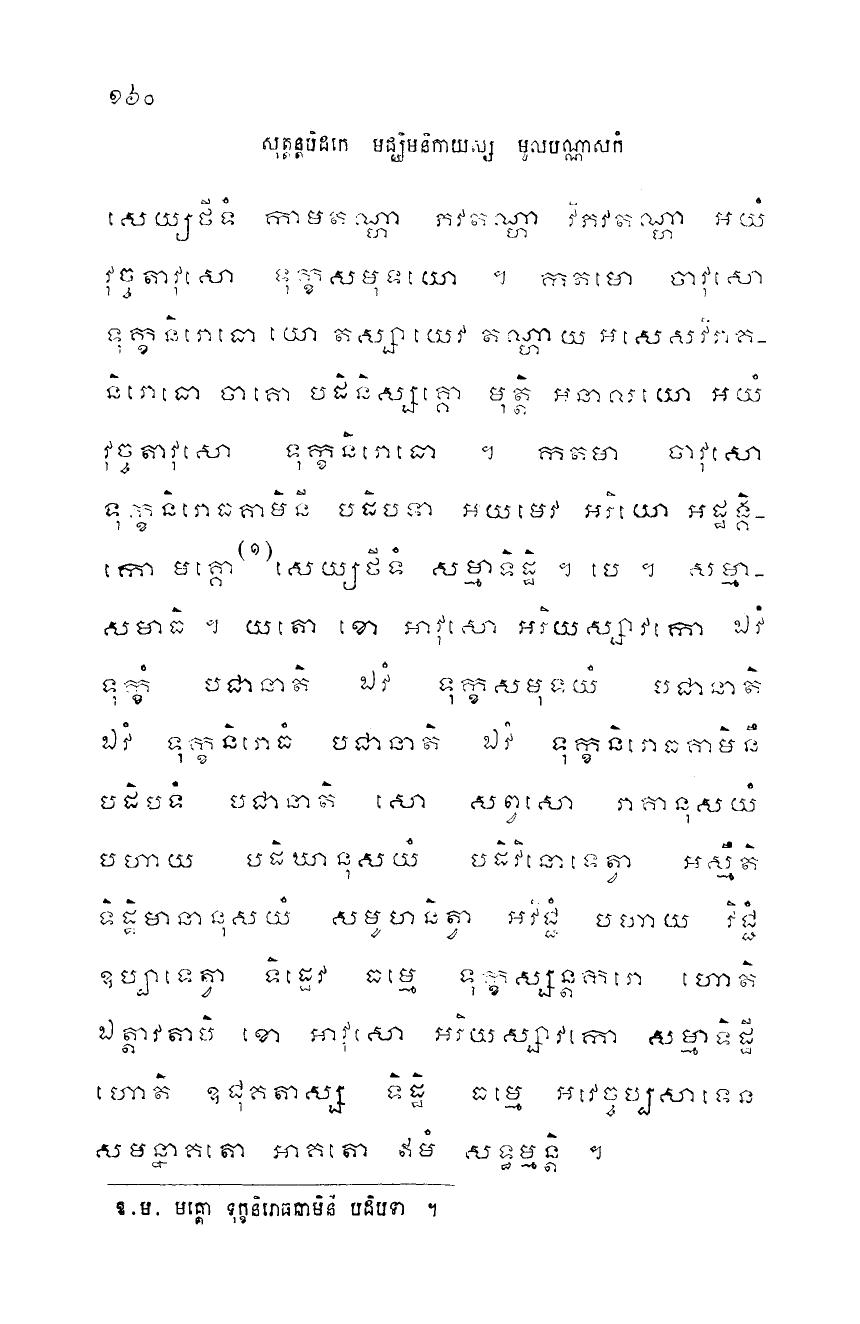 ១៦០
សុត្តន្តបិដកេ មជ្ឈិមនិកាយស្ស មូលបណ្ណាសកំ
សេយ្យថីទំ កាមតណ្ហា ភវតណ្ហា វិភវតណ្ហា អយំ
វុច្ចតាវុសោ ទុក្ខសមុទយោ ។ កតមោ ចាវុសោ
ទុក្ខនិរោធោ យោ តស្សាយេវ តណ្ហាយ អសេសវិរាគ-
និរោធោ ចាគោ បដិនិស្សគ្គោ មុត្តិ អនាលយោ អយំ
វុច្ចតាវុសោ ទុក្ខនិរោធោ ។ កតមា ចាវុសោ
ទុក្ខនិរោធគាមិនី បដិបទា អយមេវ អរិយោ អដ្ឋង្គិ-
កោ មគ្គោ(១) សេយ្យថីទំ សម្មាទិដ្ឋិ ។ បេ ។ សម្មា-
សមាធិ ។ យតោ ខោ អាវុសោ អរិយស្សាវកោ ឯវំ
ទុក្ខំ បជានាតិ ឯវំ ទុក្ខសមុទយំ បជានាតិ
ឯវំ ទុក្ខនិរោធំ បជានាតិ ឯវំ ទុក្ខនិរោធគាមិនឹ
បដិបទំ បជានាតិ សោ សព្វសោ រាគានុសយំ
បហាយ បដិឃានុសយំ បដិវិនោទេត្វា អស្មីតិ
ទិដ្ឋិមានានុសយំ សមូហនិត្វា អវិជ្ជំ បហាយ វិជ្ជំ
ឧប្បាទេត្វា ទិដ្ឋេវ ធម្មេ ទុក្ខស្សន្តករោ ហោតិ
ឯត្តាវតាបិ ខោ អាវុសោ អរិយស្សាវកោ សម្មាទិដ្ឋី
ហោតិ ឧជុគតាស្ស ទិដ្ឋិ ធម្មេ អវេច្ចប្បសាទេន
សមន្នាគតោ អាគតោ ឥមំ សទ្ធម្មន្តិ ។
ឱ.ម. មគ្គោ ទុក្ខនិរោធគាមិនី បដិបទា ។